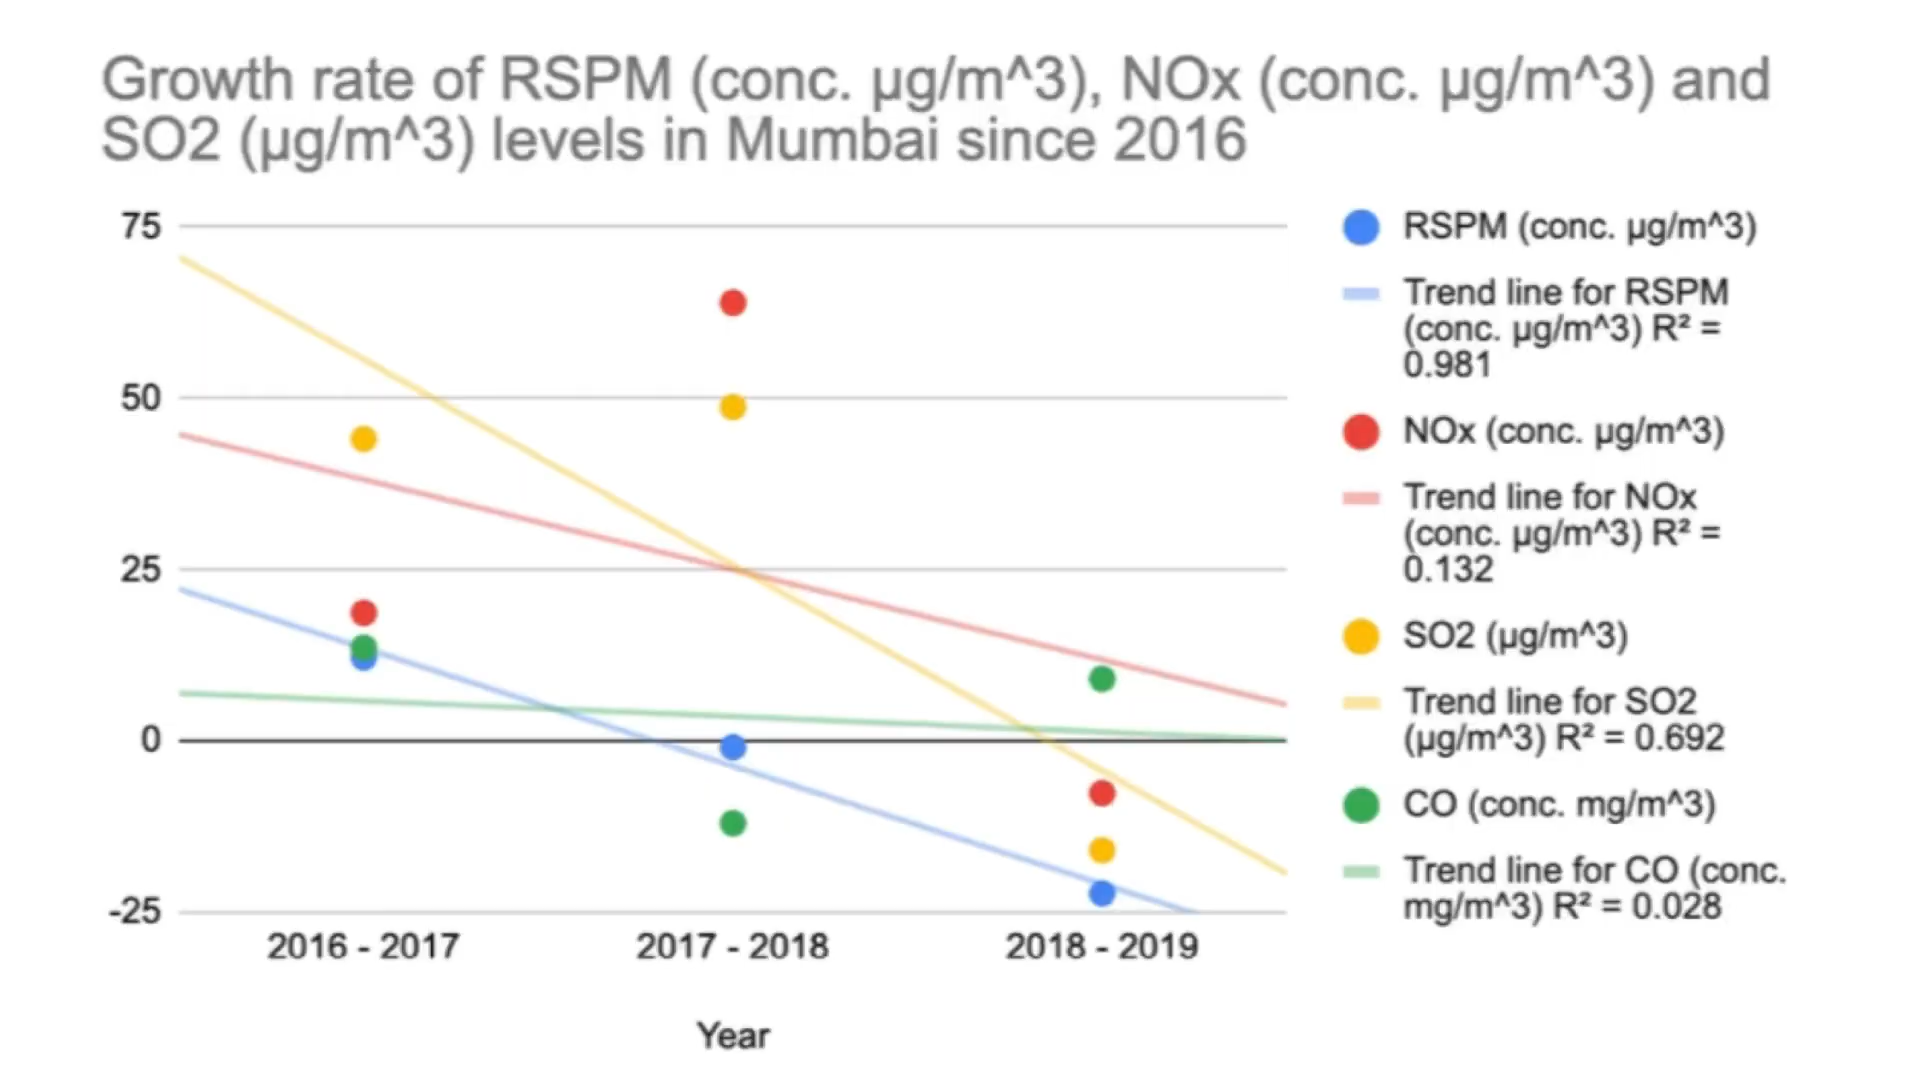 Growth rate of RSPM (conc. µg/m^3), NOx (conc. µg/m^3) and
SO2 (µg/m^3) levels in Mumbai since 2016
75
50
25
0
-25
2016 - 2017
2017 - 2018
2018 - 2019
Year
RSPM (conc. µg/m^3)
Trend line for RSPM
(conc. µg/m^3) R² =
0.981
NOx (conc. µg/m^3)
Trend line for NOx
(conc. µg/m^3) R² =
0.132
SO2 (µg/m^3)
Trend line for SO2
(µg/m^3) R² = 0.692
CO (conc. mg/m^3)
Trend line for CO (conc.
mg/m^3) R² = 0.028